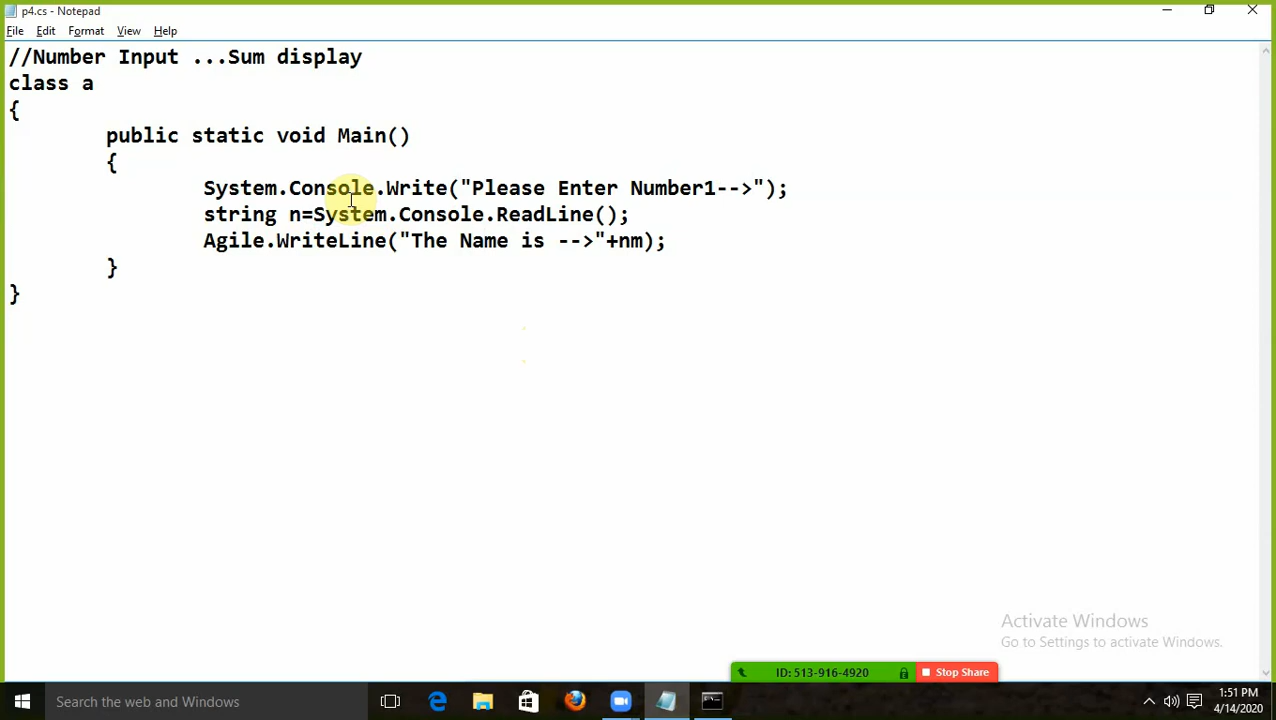 p4.cs - Notepad
File Edit Format View Help
//Number Input ...Sum display
class a
{
public static void Main()
{
System.Console.Write("Please Enter Number1-->");
string n=System.Console.ReadLine();
Agile.WriteLine("The Name is -->"+nm);
}
}
Activate Windows
Go to Settings to activate Windows.
ID: 513-916-4920 Stop Share
Search the web and Windows
1:51 PM
4/14/2020